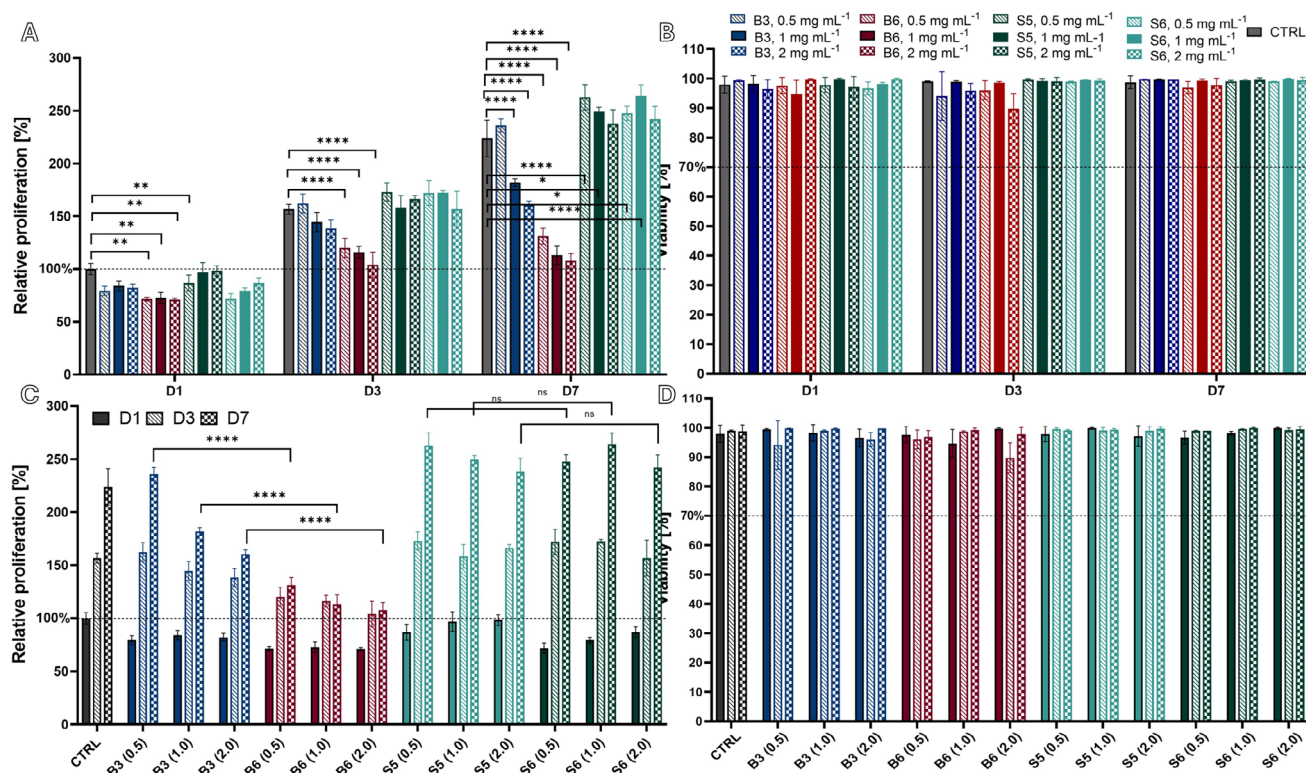 A
B
B3, 0.5 mg mL-1
B3, 1 mg mL-1
B3, 2 mg mL-1
B6, 0.5 mg mL-1
B6, 1 mg mL-1
B6, 2 mg mL-1
S5, 0.5 mg mL-1
S5, 1 mg mL-1
S5, 2 mg mL-1
S6, 0.5 mg mL-1
S6, 1 mg mL-1
S6, 2 mg mL-1
CTRL
Relative proliferation [%]
300
250
200
150
100%
50
0
**
**
**
**
****
****
****
****
****
****
****
****
****
*
*
****
D1
D3
D7
Viability [%]
110
100
90
80
70%
60
50
40
30
20
10
0
D1
D3
D7
C
D1
D3
D7
Relative proliferation [%]
300
250
200
150
100%
50
0
****
****
****
ns
ns
ns
CTRL
B3 (0.5)
B3 (1.0)
B3 (2.0)
B6 (0.5)
B6 (1.0)
B6 (2.0)
S5 (0.5)
S5 (1.0)
S5 (2.0)
S6 (0.5)
S6 (1.0)
S6 (2.0)
D
Viability [%]
110
100
90
80
70%
60
50
40
30
20
10
0
CTRL
B3 (0.5)
B3 (1.0)
B3 (2.0)
B6 (0.5)
B6 (1.0)
B6 (2.0)
S5 (0.5)
S5 (1.0)
S5 (2.0)
S6 (0.5)
S6 (1.0)
S6 (2.0)